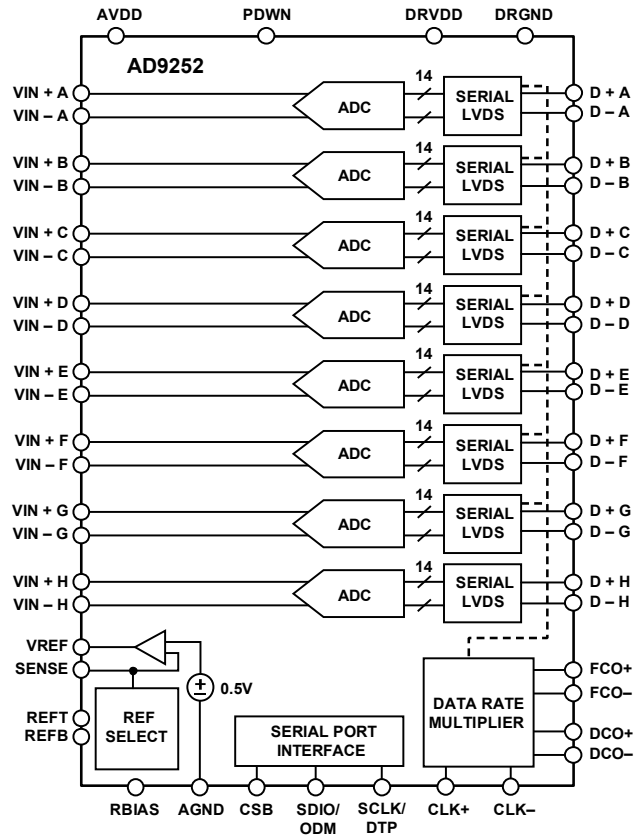 AVDD PDWN DRVDD DRGND
AD9252
VIN + A
VIN – A
ADC
14
SERIAL
LVDS
D + A
D – A
VIN + B
VIN – B
ADC
14
SERIAL
LVDS
D + B
D – B
VIN + C
VIN – C
ADC
14
SERIAL
LVDS
D + C
D – C
VIN + D
VIN – D
ADC
14
SERIAL
LVDS
D + D
D – D
VIN + E
VIN – E
ADC
14
SERIAL
LVDS
D + E
D – E
VIN + F
VIN – F
ADC
14
SERIAL
LVDS
D + F
D – F
VIN + G
VIN – G
ADC
14
SERIAL
LVDS
D + G
D – G
VIN + H
VIN – H
ADC
14
SERIAL
LVDS
D + H
D – H
VREF
SENSE
REFT
REFB
REF
SELECT
±
0.5V
SERIAL PORT
INTERFACE
DATA RATE
MULTIPLIER
FCO+
FCO–
DCO+
DCO–
RBIAS
AGND
CSB
SDIO/
ODM
SCLK/
DTP
CLK+
CLK–